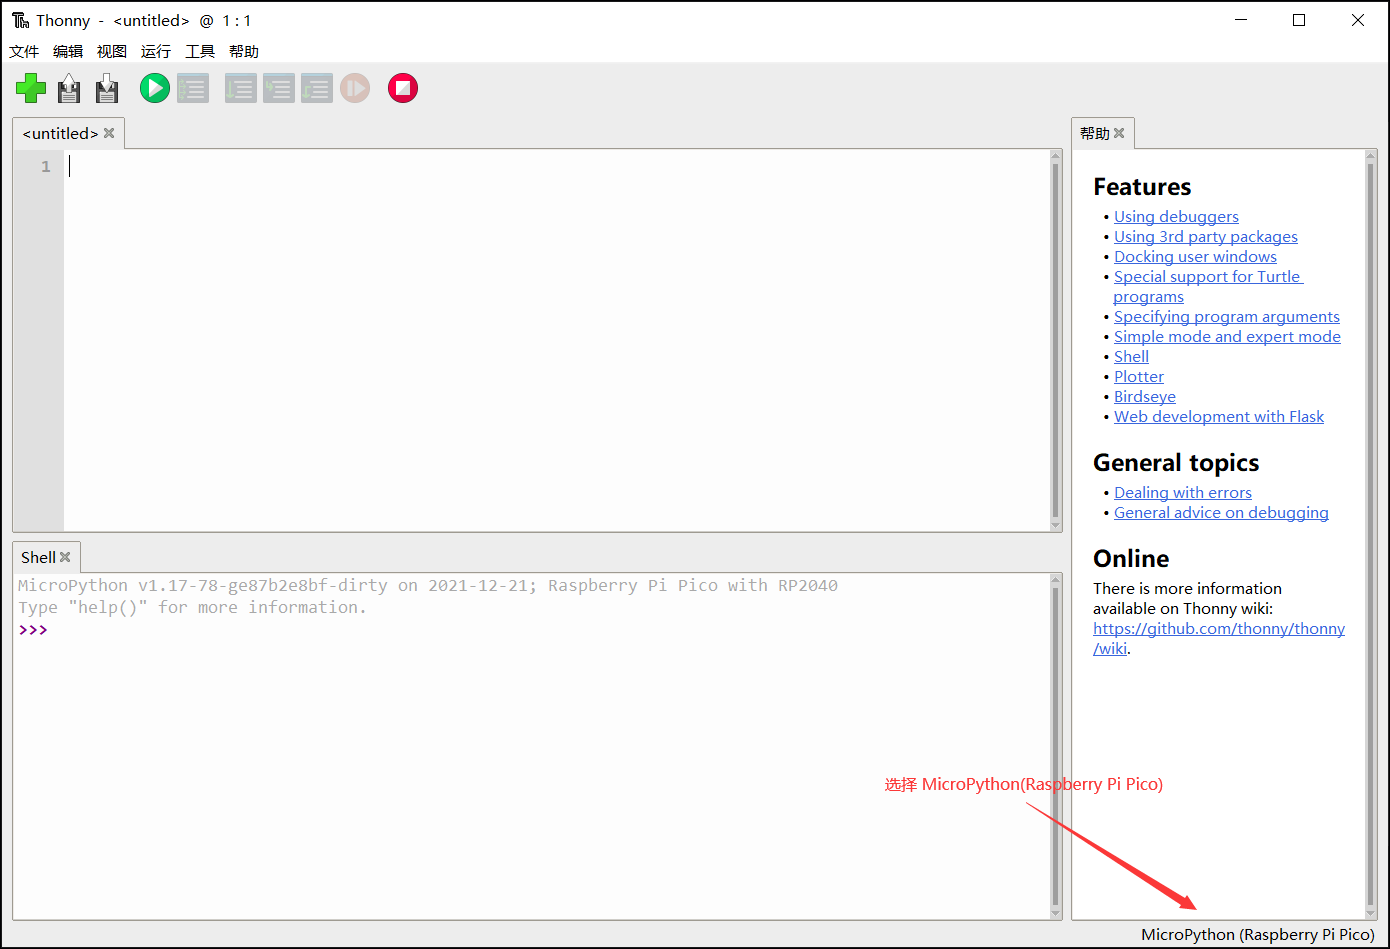 Thonny - <untitled> @ 1 : 1
文件 编辑 视图 运行 工具 帮助
<untitled>
1
Shell
MicroPython v1.17-78-ge87b2e8bf-dirty on 2021-12-21; Raspberry Pi Pico with RP2040
Type "help()" for more information.
>>>
帮助
Features
• Using debuggers
• Using 3rd party packages
• Docking user windows
• Special support for Turtle
programs
• Specifying program arguments
• Simple mode and expert mode
• Shell
• Plotter
• Birdseye
• Web development with Flask
General topics
• Dealing with errors
• General advice on debugging
Online
There is more information
available on Thonny wiki:
https://github.com/thonny/thonny
/wiki.
选择 MicroPython(Raspberry Pi Pico)
MicroPython (Raspberry Pi Pico)